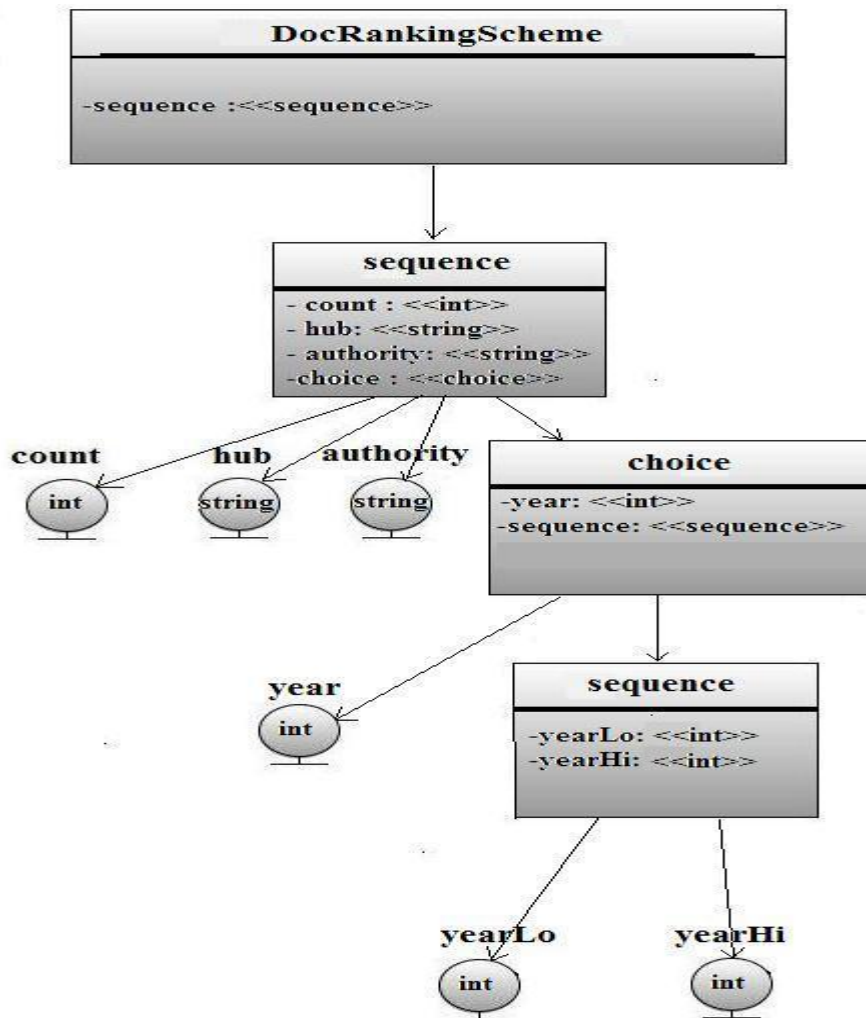 DocRankingScheme
-sequence :<<sequence>>
sequence
- count : <<int>>
- hub: <<string>>
- authority: <<string>>
-choice : <<choice>>
count hub authority
int string string
choice
-year: <<int>>
-sequence: <<sequence>>
year
int
sequence
-yearLo: <<int>>
-yearHi: <<int>>
yearLo yearHi
int int